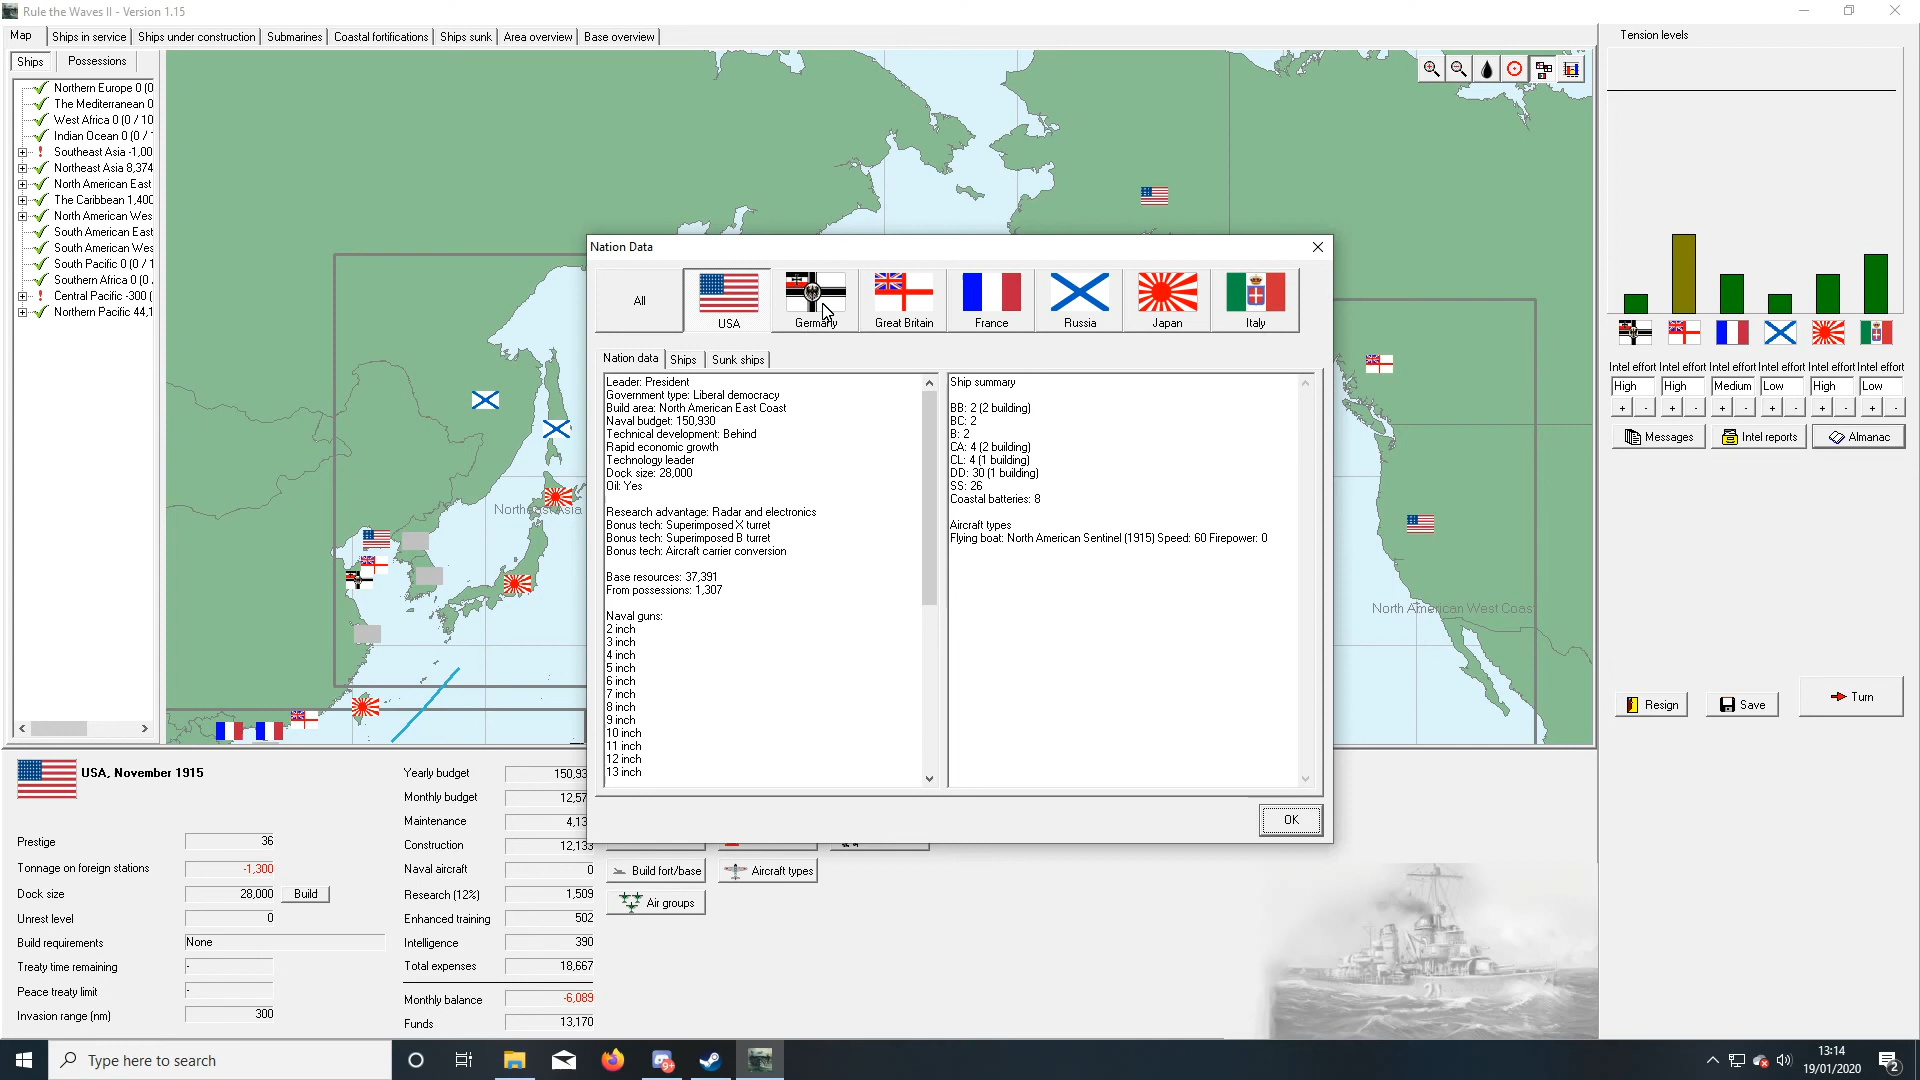 Rule the Waves II - Version 1.15
Map
Ships in service
Ships under construction
Submarines
Coastal fortifications
Ships sunk
Area overview
Base overview
Tension levels
Ships
Possessions
Northern Europe 0 (0
The Mediterranean 0
West Africa 0 (0 / 10
Indian Ocean 0 (0 / 1
Southeast Asia -1,00
Northeast Asia 8,374
North American East
The Caribbean 1,400
North American Wes
South American East
South American Wes
South Pacific 0 (0 / 1
Southern Africa 0 (0 /
Central Pacific -300 (
Northern Pacific 44,1
Northeast Asia
North American West Coast
Nation Data
All
USA
Germany
Great Britain
France
Russia
Japan
Italy
Nation data
Ships
Sunk ships
Leader: President
Government type: Liberal democracy
Build area: North American East Coast
Naval budget: 150,930
Technical development: Behind
Rapid economic growth
Technology leader
Dock size: 28,000
Oil: Yes
Research advantage: Radar and electronics
Bonus tech: Superimposed X turret
Bonus tech: Superimposed B turret
Bonus tech: Aircraft carrier conversion
Base resources: 37,391
From possessions: 1,307
Naval guns:
2 inch
3 inch
4 inch
5 inch
6 inch
7 inch
8 inch
9 inch
10 inch
11 inch
12 inch
13 inch
Ship summary
BB: 2 (2 building)
BC: 2
B: 2
CA: 4 (2 building)
CL: 4 (1 building)
DD: 30 (1 building)
SS: 26
Coastal batteries: 8
Aircraft types
Flying boat: North American Sentinel (1915) Speed: 60 Firepower: 0
OK
Intel effort Intel effort Intel effort Intel effort Intel effort Intel effort
High High Medium Low High Low
+ - + - + - + - + - + -
Messages
Intel reports
Almanac
Resign
Save
Turn
USA, November 1915
Prestige 36
Tonnage on foreign stations -1,300
Dock size 28,000 Build
Unrest level 0
Build requirements None
Treaty time remaining -
Peace treaty limit -
Invasion range (nm) 300
Yearly budget 150,93
Monthly budget 12,57
Maintenance 4,13
Construction 12,133
Naval aircraft 0
Research (12%) 1,509
Enhanced training 502
Intelligence 390
Total expenses 18,667
Monthly balance -6,089
Funds 13,170
Build fort/base
Aircraft types
Air groups
Type here to search
9+
13:14
19/01/2020
2